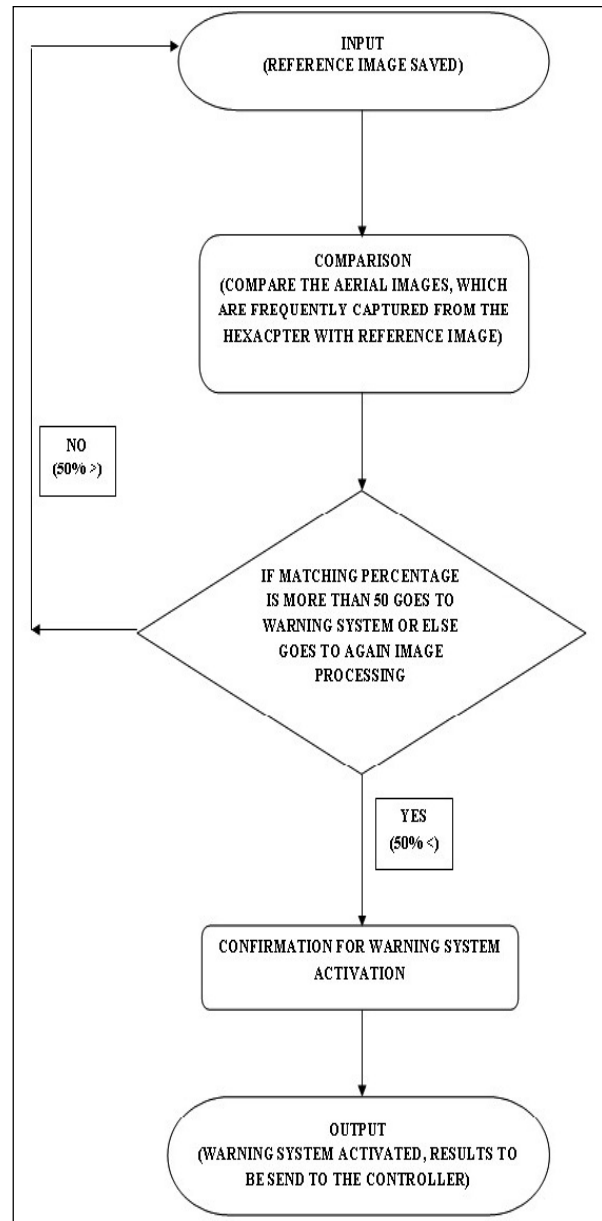 INPUT
(REFERENCE IMAGE SAVED)
COMPARISON
(COMPARE THE AERIAL IMAGES, WHICH
ARE FREQUENTLY CAPTURED FROM THE
HEXACPTER WITH REFERENCE IMAGE)
NO
(50% >)
IF MATCHING PERCENTAGE
IS MORE THAN 50 GOES TO
WARNING SYSTEM OR ELSE
GOES TO AGAIN IMAGE
PROCESSING
YES
(50% <)
CONFIRMATION FOR WARNING SYSTEM
ACTIVATION
OUTPUT
(WARNING SYSTEM ACTIVATED, RESULTS TO
BE SEND TO THE CONTROLLER)